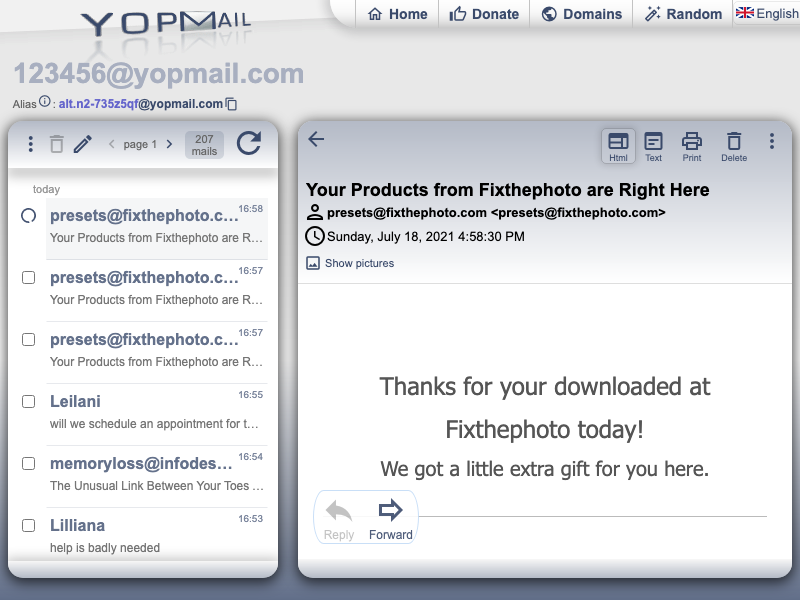 YOPMail
Home
Donate
Domains
Random
English
123456@yopmail.com
Alias : alt.n2-735z5qf@yopmail.com
page 1
207
mails
today
presets@fixthephoto.c... 16:58
Your Products from Fixthephoto are R...
presets@fixthephoto.c... 16:57
Your Products from Fixthephoto are R...
presets@fixthephoto.c... 16:57
Your Products from Fixthephoto are R...
Leilani 16:55
will we schedule an appointment for t...
memoryloss@infodes... 16:54
The Unusual Link Between Your Toes ...
Lilliana 16:53
help is badly needed
Html
Text
Print
Delete
Your Products from Fixthephoto are Right Here
presets@fixthephoto.com <presets@fixthephoto.com>
Sunday, July 18, 2021 4:58:30 PM
Show pictures
Thanks for your downloaded at
Fixthephoto today!
We got a little extra gift for you here.
Reply
Forward